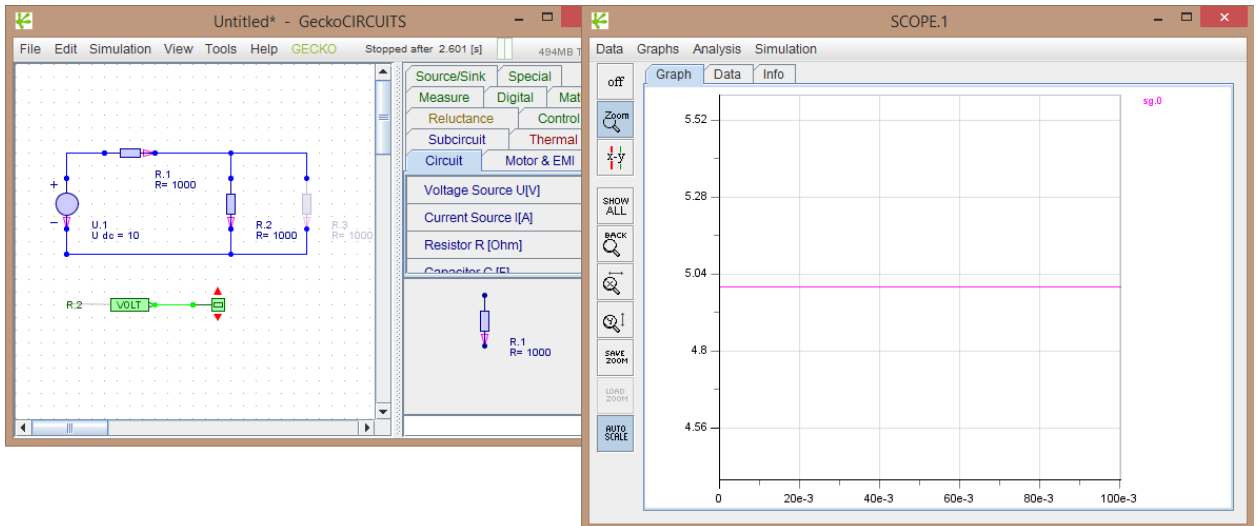 Untitled* - GeckoCIRCUITS
File Edit Simulation View Tools Help GECKO Stopped after 2.601 [s] 494MB T
R.1
R= 1000
+
−
U.1
U dc = 10
R.2
R= 1000
R.3
R= 1000
R.2 VOLT
Source/Sink Special
Measure Digital Mat
Reluctance Control
Subcircuit Thermal
Circuit Motor & EMI
Voltage Source U[V]
Current Source I[A]
Resistor R [Ohm]
Capacitor C [F]
R.1
R= 1000
SCOPE.1
Data Graphs Analysis Simulation
off
Zoom
x-y
SHOW
ALL
BACK
SAVE
ZOOM
LOAD
ZOOM
AUTO
SCALE
Graph Data Info
sg.0
5.52
5.28
5.04
4.8
4.56
0 20e-3 40e-3 60e-3 80e-3 100e-3